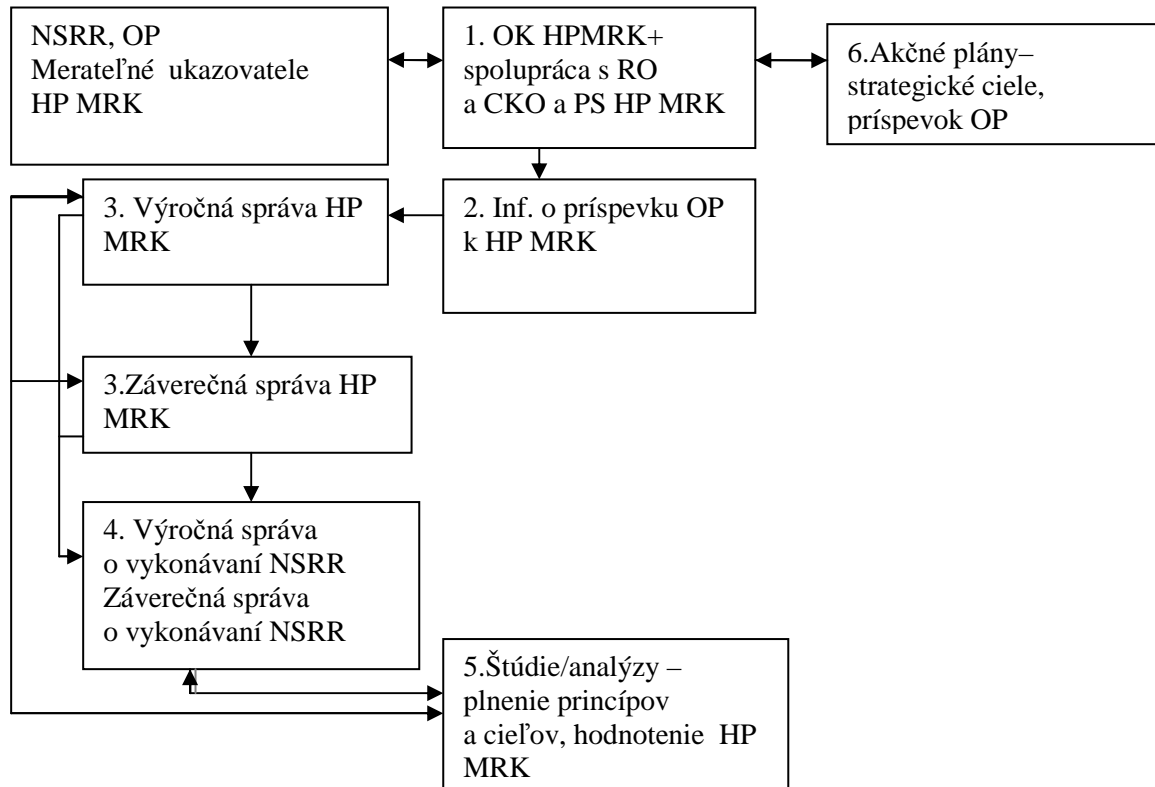 NSRR, OP
Merateľné ukazovatele
HP MRK
1. OK HPMRK+
spolupráca s RO
a CKO a PS HP MRK
6.Akčné plány–
strategické ciele,
príspevok OP
3. Výročná správa HP
MRK
2. Inf. o príspevku OP
k HP MRK
3.Záverečná správa HP
MRK
4. Výročná správa
o vykonávaní NSRR
Záverečná správa
o vykonávaní NSRR
5.Štúdie/analýzy –
plnenie princípov
a cieľov, hodnotenie HP
MRK